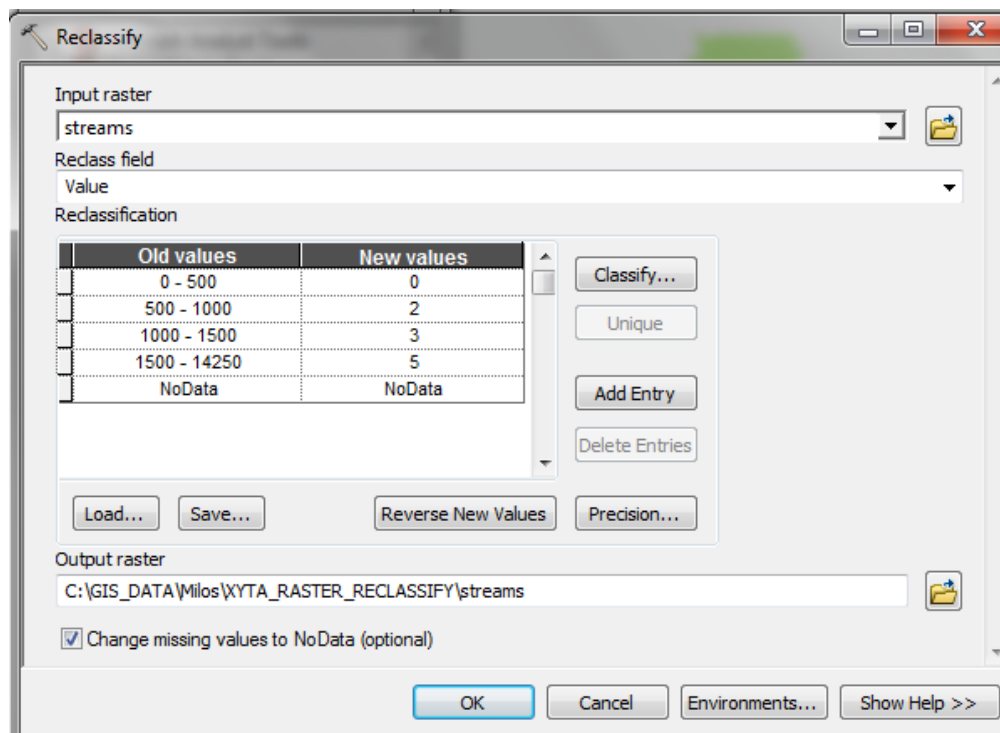 Reclassify
Input raster
streams
Reclass field
Value
Reclassification
Old values New values
0 - 500 0
500 - 1000 2
1000 - 1500 3
1500 - 14250 5
NoData NoData
Classify...
Unique
Add Entry
Delete Entries
Load... Save... Reverse New Values Precision...
Output raster
C:\GIS_DATA\Milos\XYTA_RASTER_RECLASSIFY\streams
Change missing values to NoData (optional)
OK Cancel Environments... Show Help >>